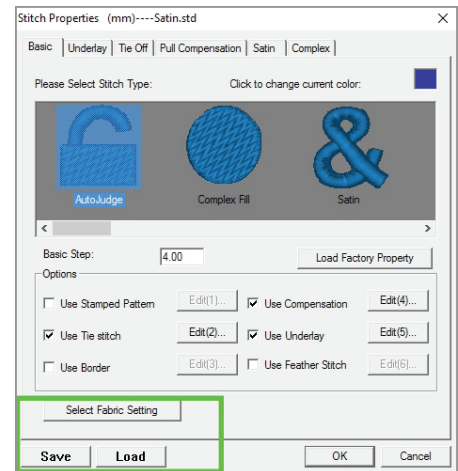 Stitch Properties (mm)----Satin.std
Basic Underlay Tie Off Pull Compensation Satin Complex
Please Select Stitch Type: Click to change current color:
AutoJudge Complex Fill Satin
Basic Step: 4.00 Load Factory Property
Options
Use Stamped Pattern Edit(1)... Use Compensation Edit(4)...
Use Tie stitch Edit(2)... Use Underlay Edit(5)...
Use Border Edit(3)... Use Feather Stitch Edit(6)...
Select Fabric Setting
Save Load OK Cancel